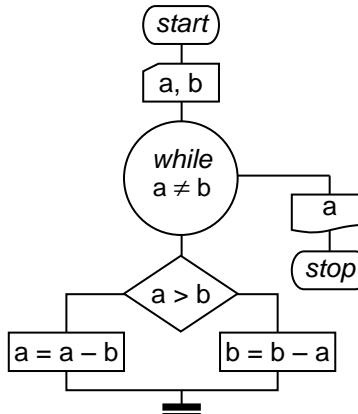 start
a, b
while
a ≠ b
a
stop
a > b
a = a – b
b = b – a